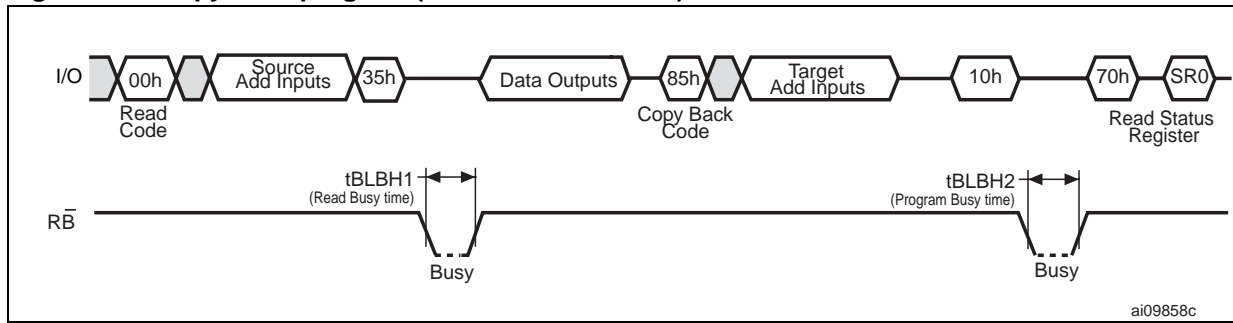 I/O
00h
Source
Add Inputs
35h
Data Outputs
85h
Target
Add Inputs
10h
70h
SR0
Read
Code
Copy Back
Code
Read Status
Register
tBLBH1
(Read Busy time)
tBLBH2
(Program Busy time)
RB̅
Busy
Busy
ai09858c